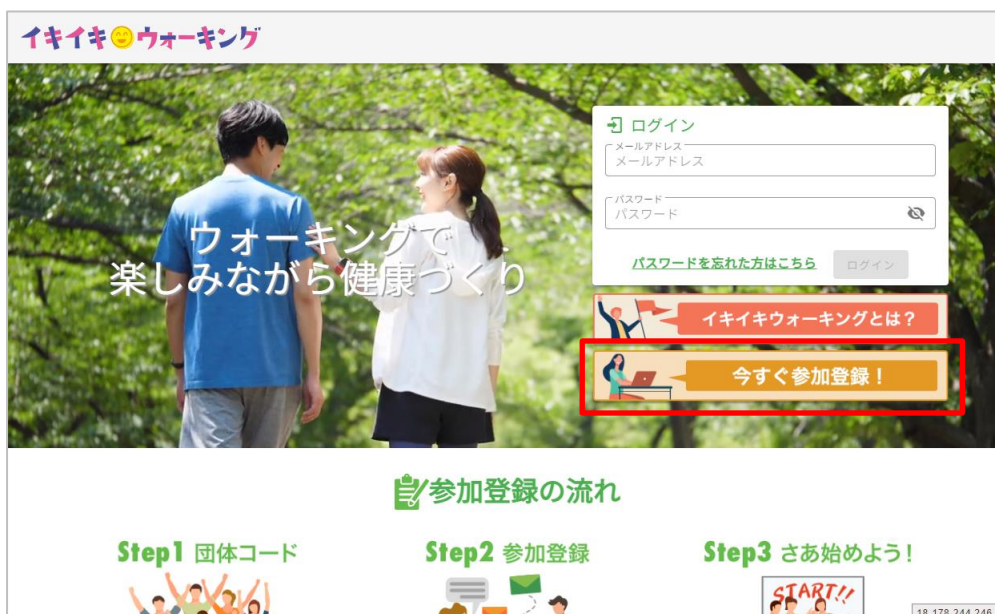 イキイキウォーキング
ログイン
メールアドレス
メールアドレス
パスワード
パスワード
パスワードを忘れた方はこちら
ログイン
ウォーキングで
楽しみながら健康づくり
イキイキウォーキングとは？
今すぐ参加登録！
参加登録の流れ
Step1 団体コード
Step2 参加登録
Step3 さあ始めよう！
START!!
18.178.244.246